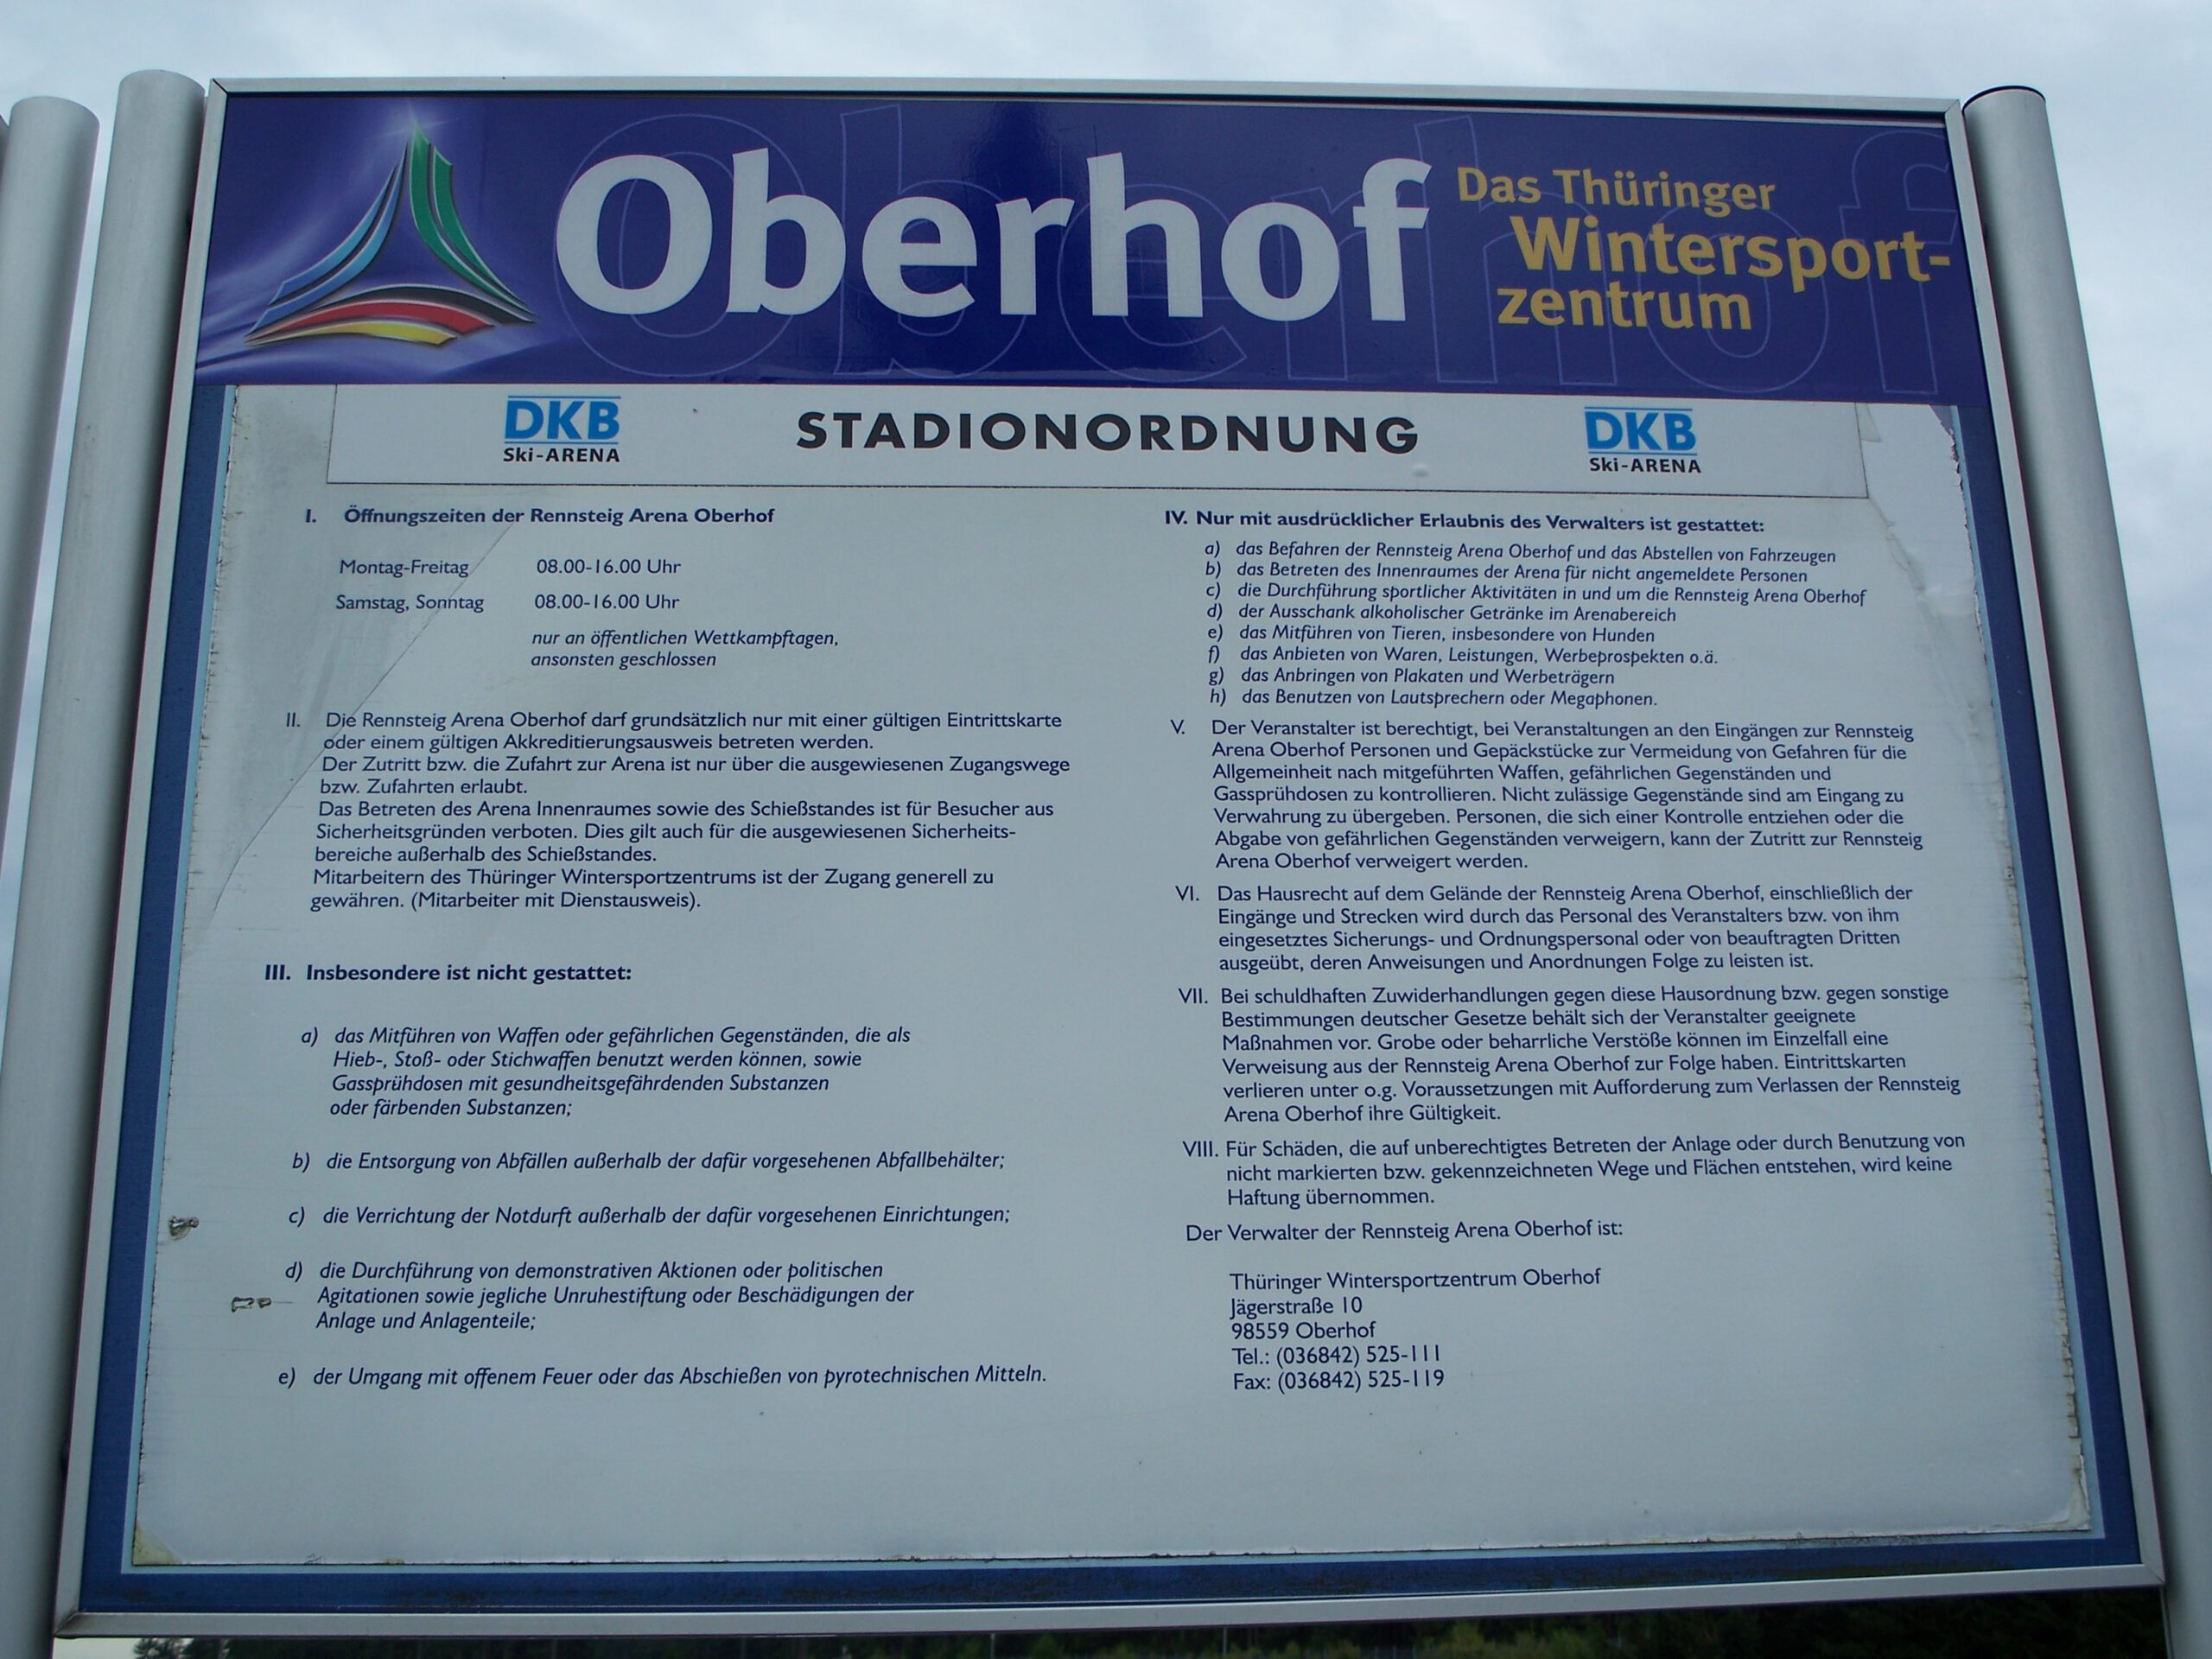 Oberhof
Das Thüringer
Wintersport-
zentrum
DKB
Ski-ARENA
STADIONORDNUNG
DKB
Ski-ARENA
I. Öffnungszeiten der Rennsteig Arena Oberhof
Montag-Freitag 08.00-16.00 Uhr
Samstag, Sonntag 08.00-16.00 Uhr
nur an öffentlichen Wettkampftagen,
ansonsten geschlossen
II. Die Rennsteig Arena Oberhof darf grundsätzlich nur mit einer gültigen Eintrittskarte
oder einem gültigen Akkreditierungsausweis betreten werden.
Der Zutritt bzw. die Zufahrt zur Arena ist nur über die ausgewiesenen Zugangswege
bzw. Zufahrten erlaubt.
Das Betreten des Arena Innenraumes sowie des Schießstandes ist für Besucher aus
Sicherheitsgründen verboten. Dies gilt auch für die ausgewiesenen Sicherheits-
bereiche außerhalb des Schießstandes.
Mitarbeitern des Thüringer Wintersportzentrums ist der Zugang generell zu
gewähren. (Mitarbeiter mit Dienstausweis).
III. Insbesondere ist nicht gestattet:
a) das Mitführen von Waffen oder gefährlichen Gegenständen, die als
Hieb-, Stoß- oder Stichwaffen benutzt werden können, sowie
Gassprühdosen mit gesundheitsgefährdenden Substanzen
oder färbenden Substanzen;
b) die Entsorgung von Abfällen außerhalb der dafür vorgesehenen Abfallbehälter;
c) die Verrichtung der Notdurft außerhalb der dafür vorgesehenen Einrichtungen;
d) die Durchführung von demonstrativen Aktionen oder politischen
Agitationen sowie jegliche Unruhestiftung oder Beschädigungen der
Anlage und Anlagenteile;
e) der Umgang mit offenem Feuer oder das Abschießen von pyrotechnischen Mitteln.
IV. Nur mit ausdrücklicher Erlaubnis des Verwalters ist gestattet:
a) das Befahren der Rennsteig Arena Oberhof und das Abstellen von Fahrzeugen
b) das Betreten des Innenraumes der Arena für nicht angemeldete Personen
c) die Durchführung sportlicher Aktivitäten in und um die Rennsteig Arena Oberhof
d) der Ausschank alkoholischer Getränke im Arenabereich
e) das Mitführen von Tieren, insbesondere von Hunden
f) das Anbieten von Waren, Leistungen, Werbeprospekten o.ä.
g) das Anbringen von Plakaten und Werbeträgern
h) das Benutzen von Lautsprechern oder Megaphonen.
V. Der Veranstalter ist berechtigt, bei Veranstaltungen an den Eingängen zur Rennsteig
Arena Oberhof Personen und Gepäckstücke zur Vermeidung von Gefahren für die
Allgemeinheit nach mitgeführten Waffen, gefährlichen Gegenständen und
Gassprühdosen zu kontrollieren. Nicht zulässige Gegenstände sind am Eingang zu
Verwahrung zu übergeben. Personen, die sich einer Kontrolle entziehen oder die
Abgabe von gefährlichen Gegenständen verweigern, kann der Zutritt zur Rennsteig
Arena Oberhof verweigert werden.
VI. Das Hausrecht auf dem Gelände der Rennsteig Arena Oberhof, einschließlich der
Eingänge und Strecken wird durch das Personal des Veranstalters bzw. von ihm
eingesetztes Sicherungs- und Ordnungspersonal oder von beauftragten Dritten
ausgeübt, deren Anweisungen und Anordnungen Folge zu leisten ist.
VII. Bei schuldhaften Zuwiderhandlungen gegen diese Hausordnung bzw. gegen sonstige
Bestimmungen deutscher Gesetze behält sich der Veranstalter geeignete
Maßnahmen vor. Grobe oder beharrliche Verstöße können im Einzelfall eine
Verweisung aus der Rennsteig Arena Oberhof zur Folge haben. Eintrittskarten
verlieren unter o.g. Voraussetzungen mit Aufforderung zum Verlassen der Rennsteig
Arena Oberhof ihre Gültigkeit.
VIII. Für Schäden, die auf unberechtigtes Betreten der Anlage oder durch Benutzung von
nicht markierten bzw. gekennzeichneten Wege und Flächen entstehen, wird keine
Haftung übernommen.
Der Verwalter der Rennsteig Arena Oberhof ist:
Thüringer Wintersportzentrum Oberhof
Jägerstraße 10
98559 Oberhof
Tel.: (036842) 525-111
Fax: (036842) 525-119